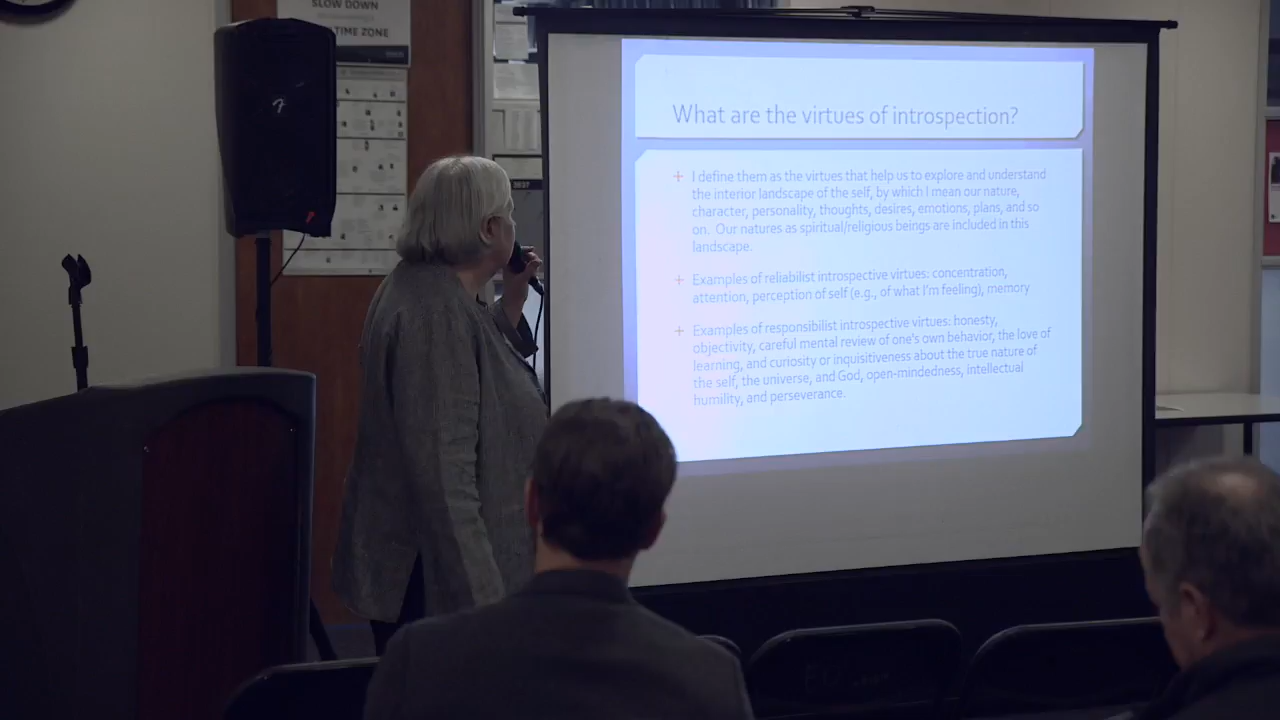 SLOW DOWN
TIME ZONE
3637
What are the virtues of introspection?
I define them as the virtues that help us to explore and understand
the interior landscape of the self, by which I mean our nature,
character, personality, thoughts, desires, emotions, plans, and so
on. Our natures as spiritual/religious beings are included in this
landscape.
Examples of reliabilist introspective virtues: concentration,
attention, perception of self (e.g., of what I'm feeling), memory
Examples of responsibilist introspective virtues: honesty,
objectivity, careful mental review of one's own behavior, the love of
learning, and curiosity or inquisitiveness about the true nature of
the self, the universe, and God, open-mindedness, intellectual
humility, and perseverance.